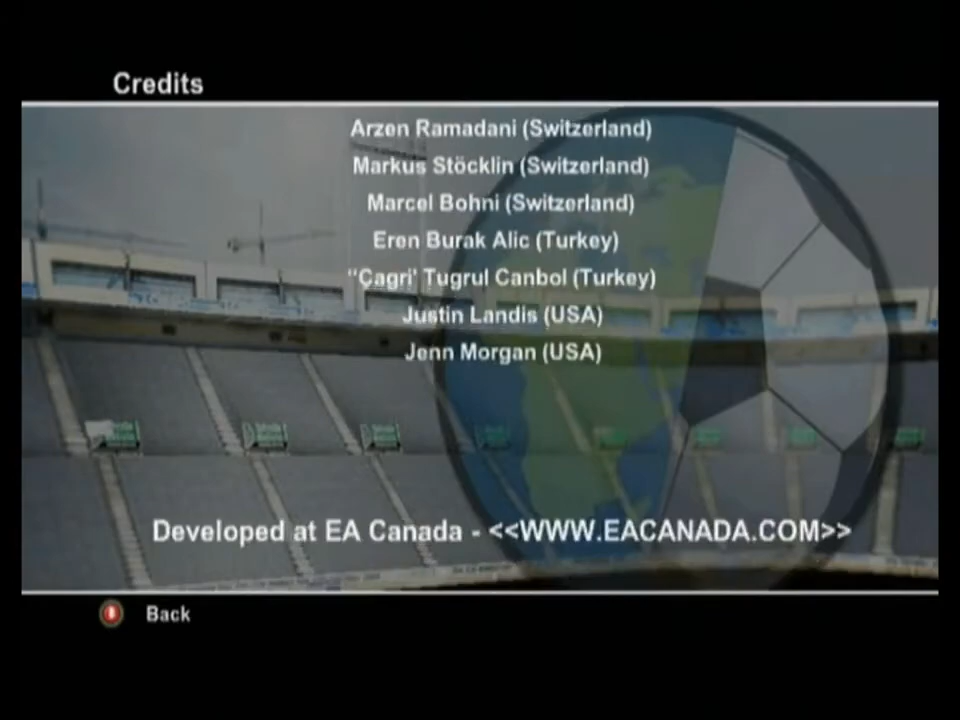 Credits
Arzen Ramadani (Switzerland)
Markus Stöcklin (Switzerland)
Marcel Bohni (Switzerland)
Eren Burak Alic (Turkey)
"Çagri' Tugrul Canbol (Turkey)
Justin Landis (USA)
Jenn Morgan (USA)
Developed at EA Canada - <<WWW.EACANADA.COM>>
B Back